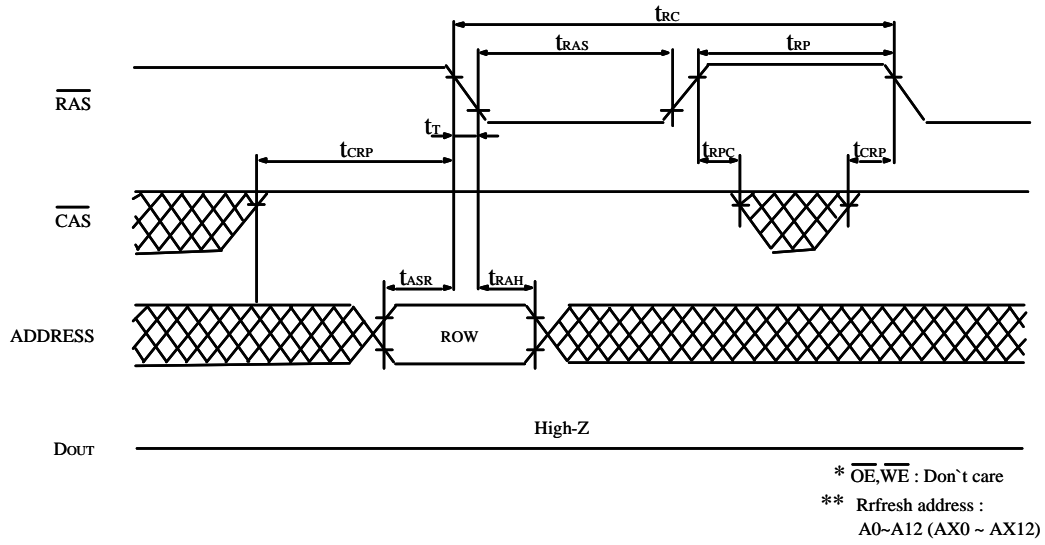 tRC
tRAS
tRP
RAS
tT
tCRP
tRPC
tCRP
CAS
tASR
tRAH
ADDRESS
ROW
High-Z
DOUT
* OE,WE : Don`t care
** Rrfresh address :
A0~A12 (AX0 ~ AX12)